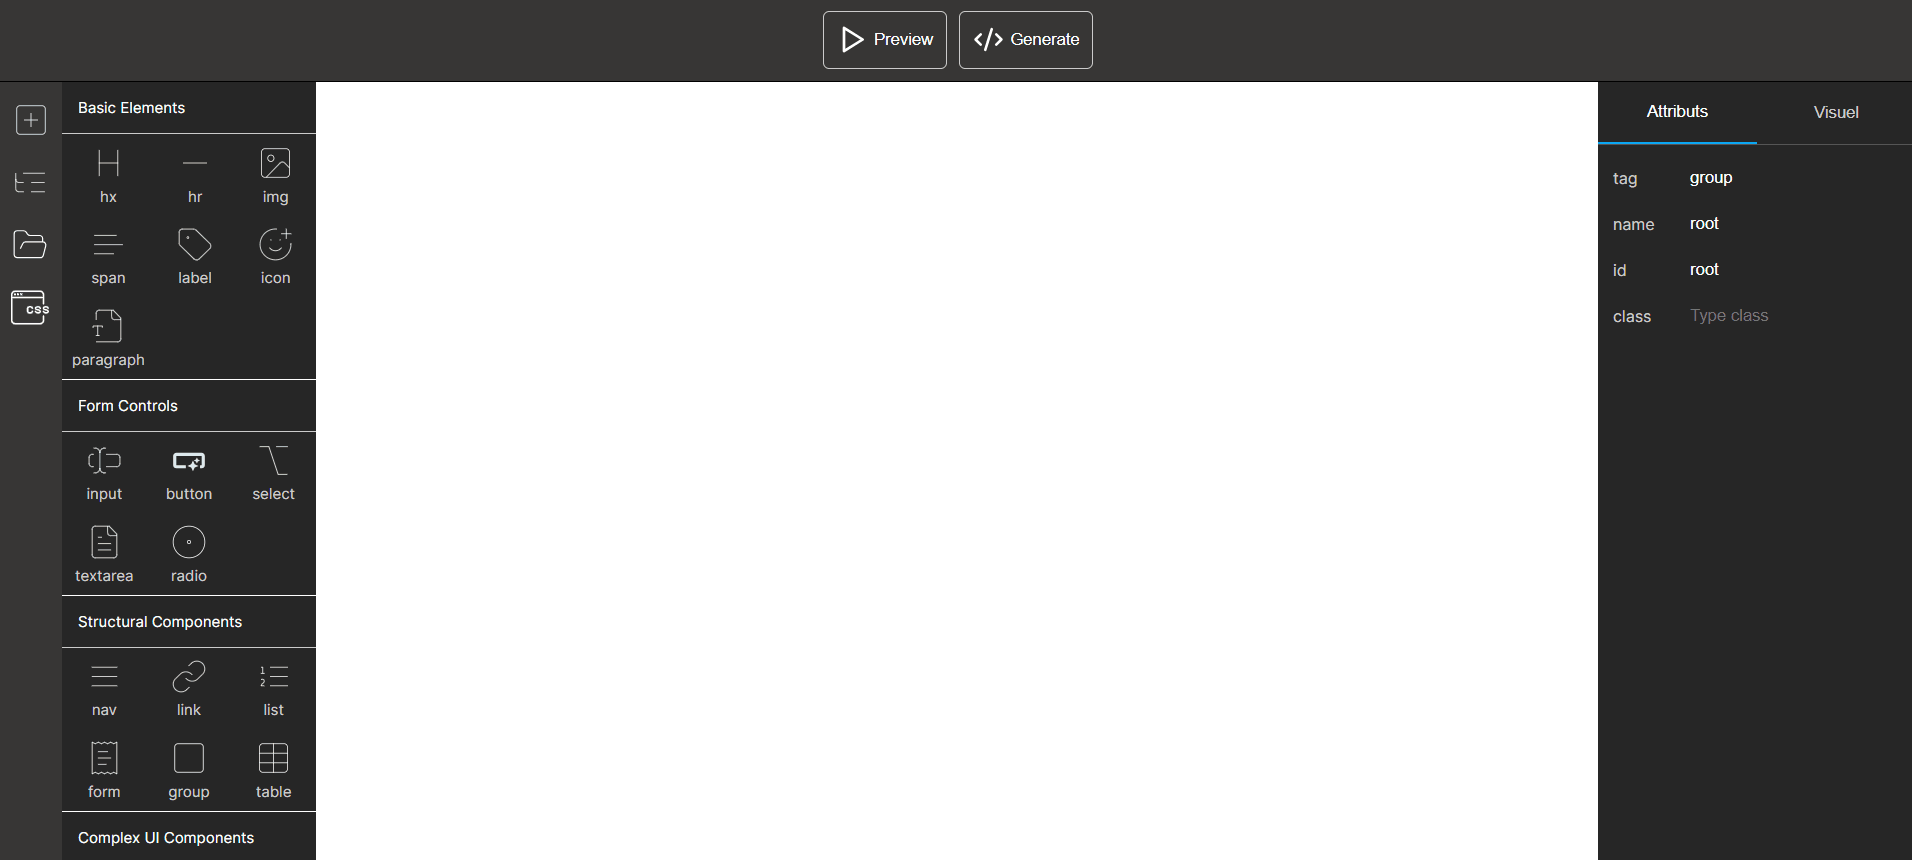 Preview
Generate
Basic Elements
hx
hr
img
span
label
icon
T
paragraph
Form Controls
input
button
select
textarea
radio
Structural Components
nav
link
1
2
list
form
group
table
Complex UI Components
CSS
Attributs
Visuel
tag group
name root
id root
class Type class